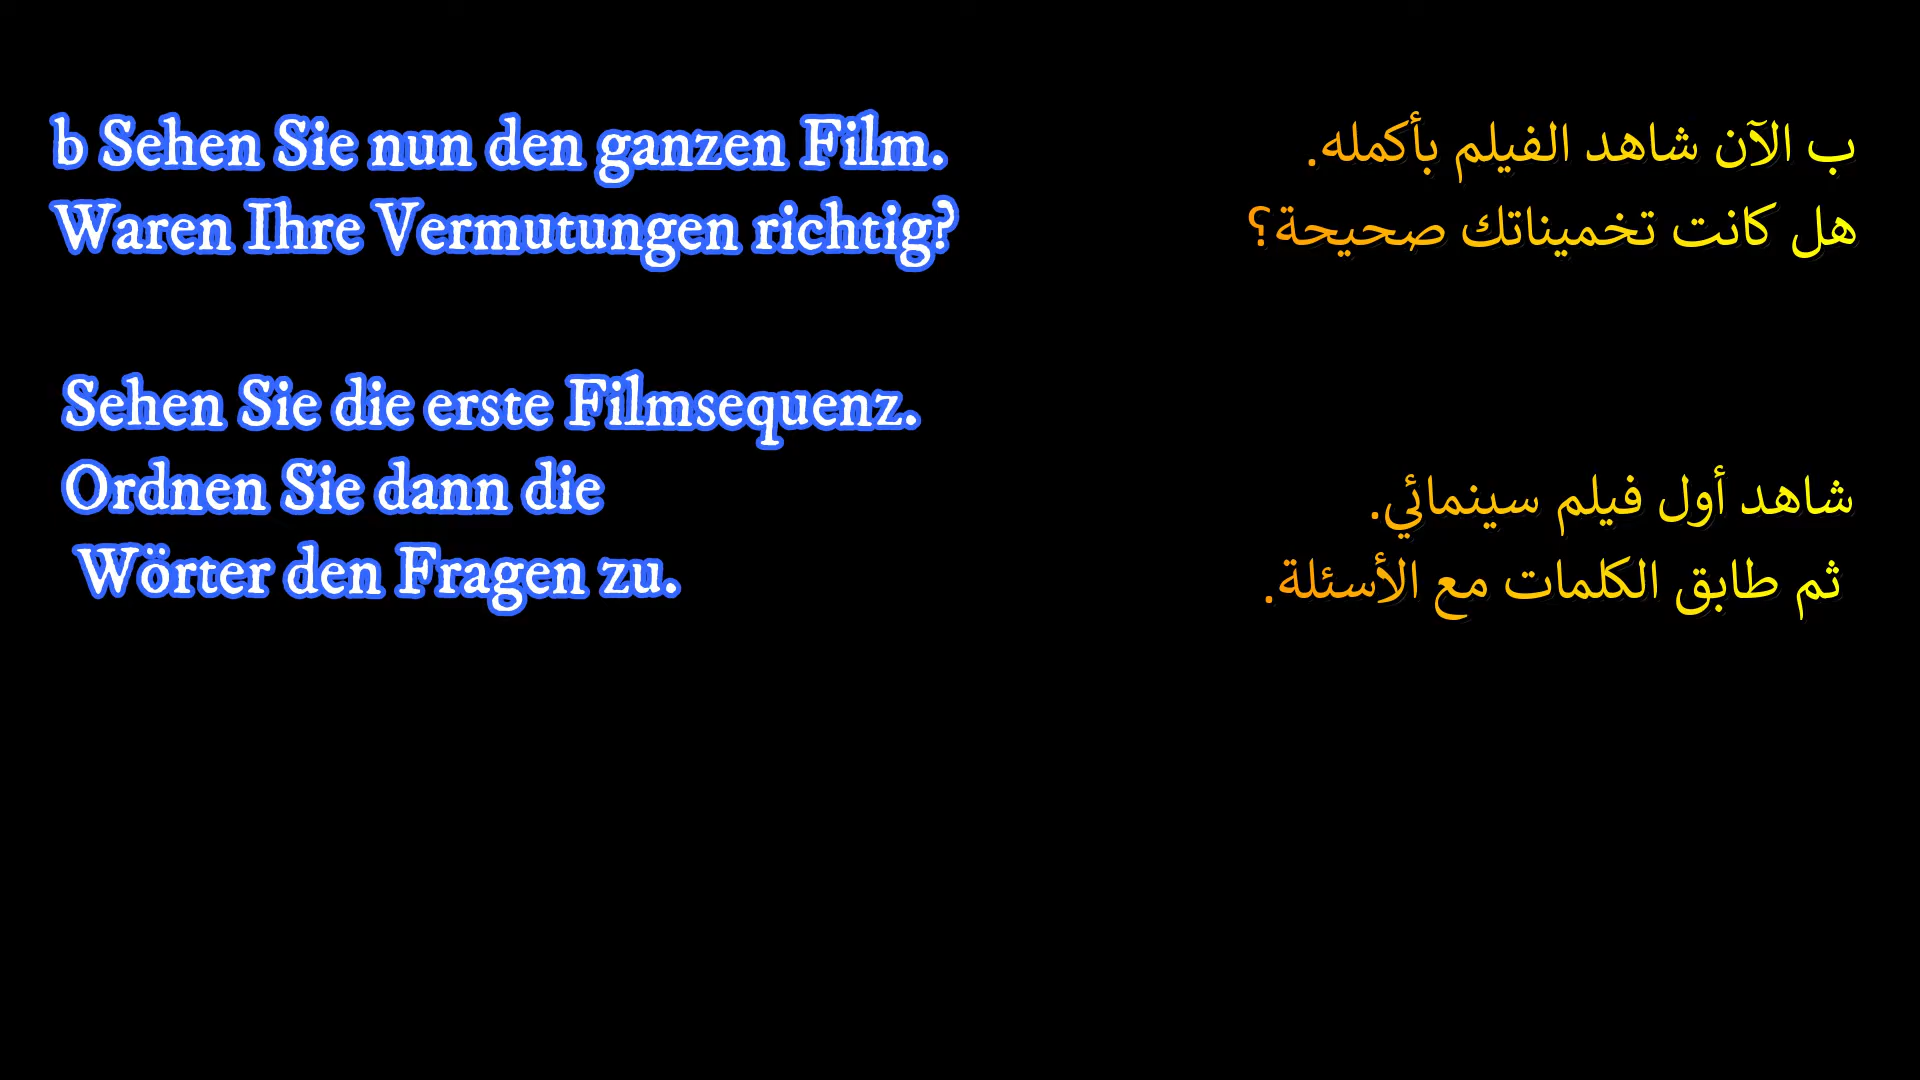 b Sehen Sie nun den ganzen Film.
Waren Ihre Vermutungen richtig?
ب الآن شاهد الفيلم بأكمله.
هل كانت تخميناتك صحيحة؟
Sehen Sie die erste Filmsequenz.
Ordnen Sie dann die
Wörter den Fragen zu.
شاهد أول فيلم سينمائي.
ثم طابق الكلمات مع الأسئلة.